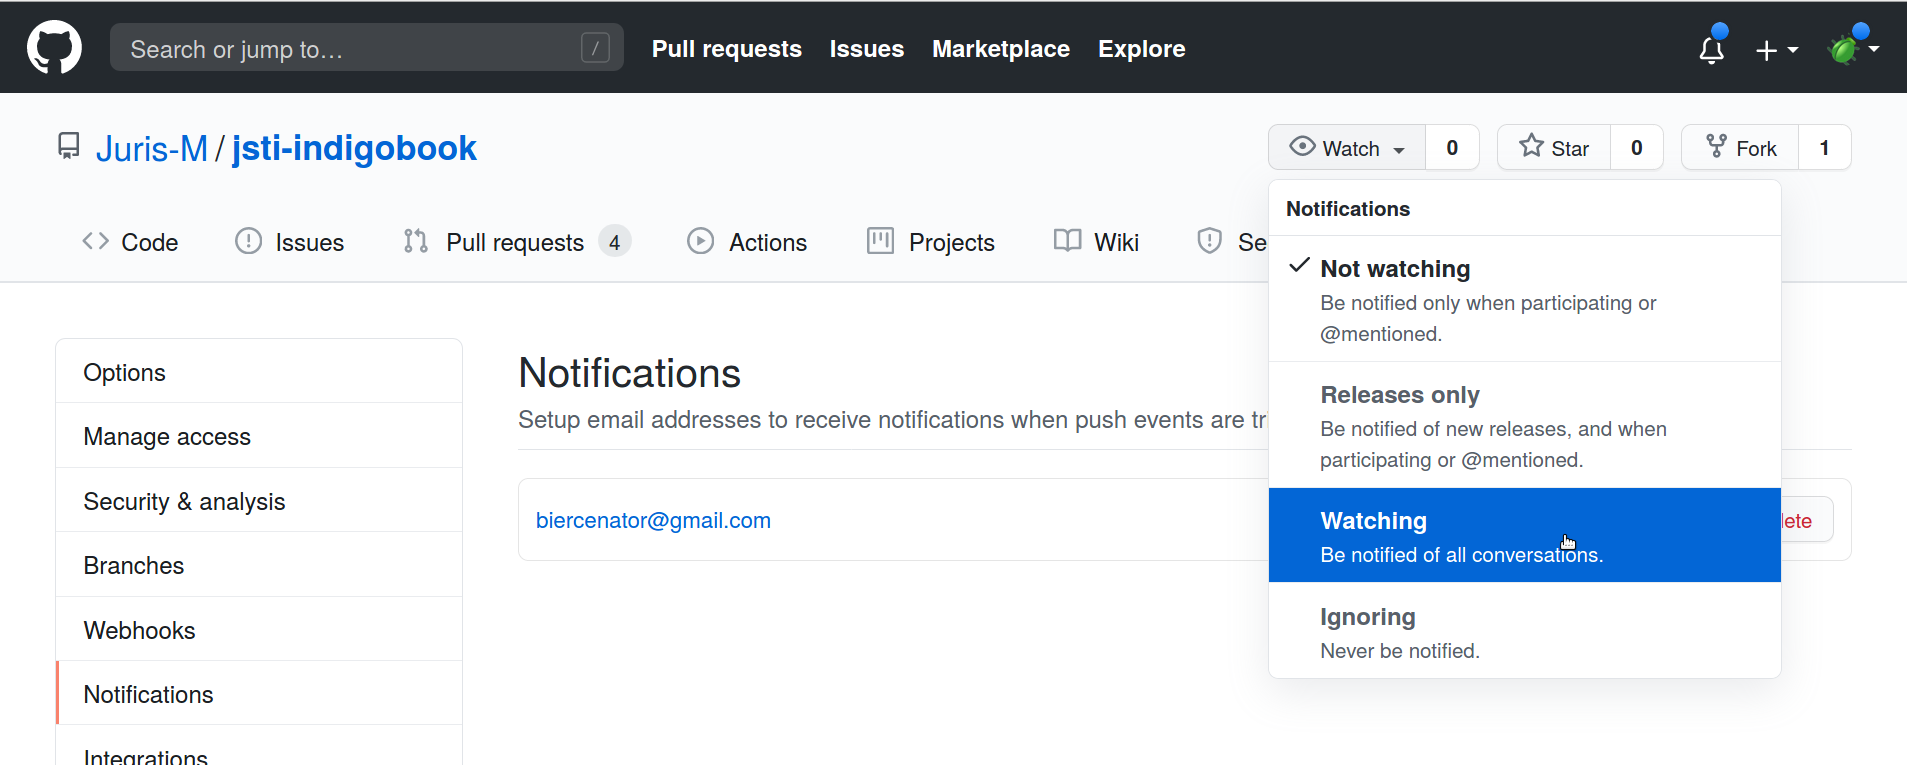 Search or jump to… / Pull requests Issues Marketplace Explore
Juris-M / jsti-indigobook Watch 0 Star 0 Fork 1
Code Issues Pull requests 4 Actions Projects Wiki Se
Notifications
Not watching
Be notified only when participating or
@mentioned.
Releases only
Be notified of new releases, and when
participating or @mentioned.
Watching
Be notified of all conversations.
Ignoring
Never be notified.
Options
Manage access
Security & analysis
Branches
Webhooks
Notifications
Integrations
Notifications
Setup email addresses to receive notifications when push events are tr
biercenator@gmail.com lete